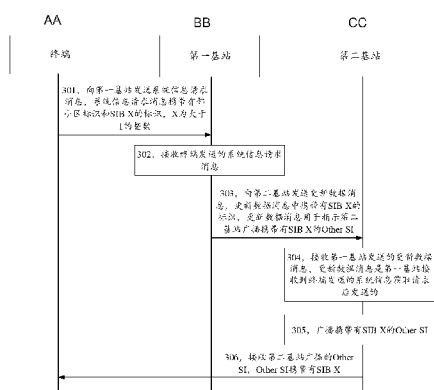 AA
BB
CC
终端
第一基站
第二基站
301、向第一基站发送系统信息请求
消息，系统信息请求消息携带有
小区标识和SIB X的标识，X为大于
1的整数
302、接收终端发送的系统信息请求
消息
303、向第二基站发送更新数据消
息，更新数据消息中携带有SIB X的
标识，更新数据消息用于指示第二
基站广播携带有SIB X的Other SI
304、接收第一基站发送的更新数据
消息，更新数据消息是第一基站接
收到终端发送的系统信息获取请求
后发送的
305、广播携带有SIB X的Other SI
306、接收第二基站广播的Other
SI，Other SI携带有SIB X